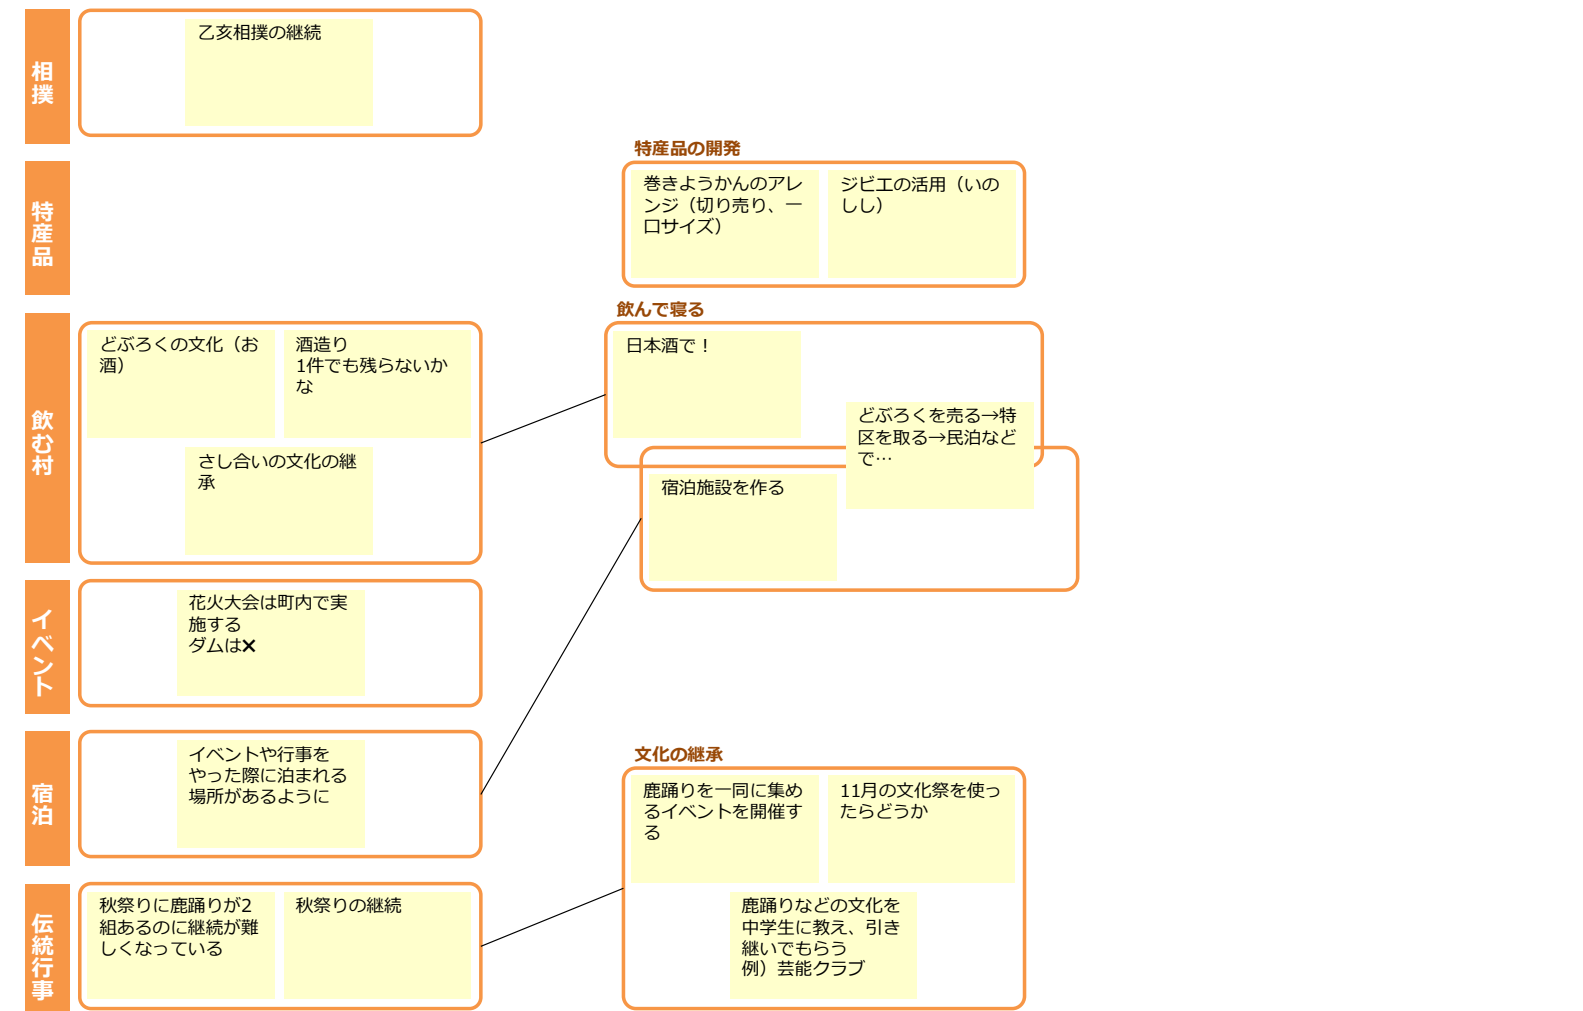 相撲
乙亥相撲の継続
特産品
特産品の開発
巻きようかんのアレ
ンジ（切り売り、一
口サイズ）
ジビエの活用（いの
しし）
飲む村
どぶろくの文化（お
酒）
酒造り
1件でも残らないか
な
さし合いの文化の継
承
飲んで寝る
日本酒で！
どぶろくを売る→特
区を取る→民泊など
で…
宿泊施設を作る
イベント
花火大会は町内で実
施する
ダムは❌
宿泊
イベントや行事を
やった際に泊まれる
場所があるように
伝統行事
秋祭りに鹿踊りが2
組あるのに継続が難
しくなっている
秋祭りの継続
文化の継承
鹿踊りを一同に集め
るイベントを開催す
る
11月の文化祭を使っ
たらどうか
鹿踊りなどの文化を
中学生に教え、引き
継いでもらう
例）芸能クラブ